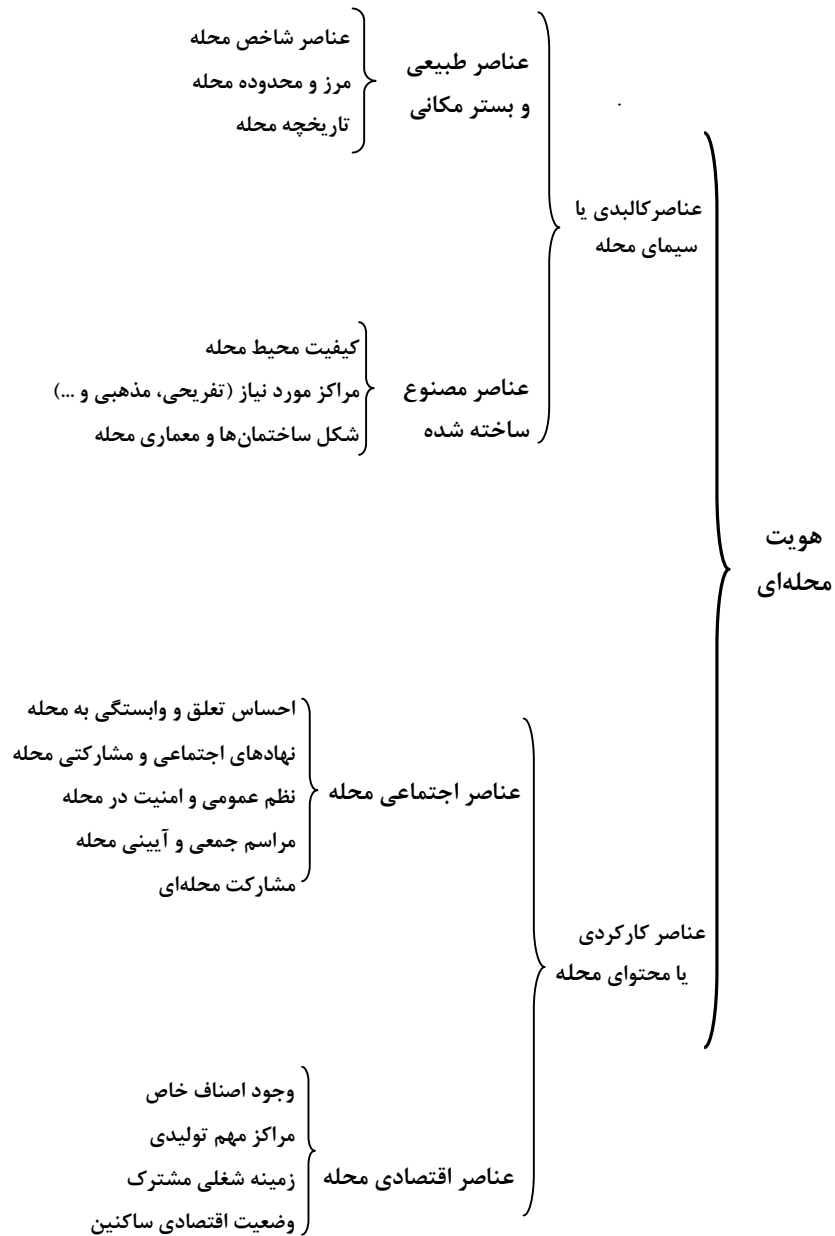 هویت
محله‌ای
عناصرکالبدی یا
سیمای محله
عناصر طبیعی
و بستر مکانی
عناصر شاخص محله
مرز و محدوده محله
تاریخچه محله
عناصر مصنوع
ساخته شده
کیفیت محیط محله
مراکز مورد نیاز (تفریحی، مذهبی و ...)
شکل ساختمان‌ها و معماری محله
عناصر کارکردی
یا محتوای محله
عناصر اجتماعی محله
احساس تعلق و وابستگی به محله
نهادهای اجتماعی و مشارکتی محله
نظم عمومی و امنیت در محله
مراسم جمعی و آیینی محله
مشارکت محله‌ای
عناصر اقتصادی محله
وجود اصناف خاص
مراکز مهم تولیدی
زمینه شغلی مشترک
وضعیت اقتصادی ساکنین